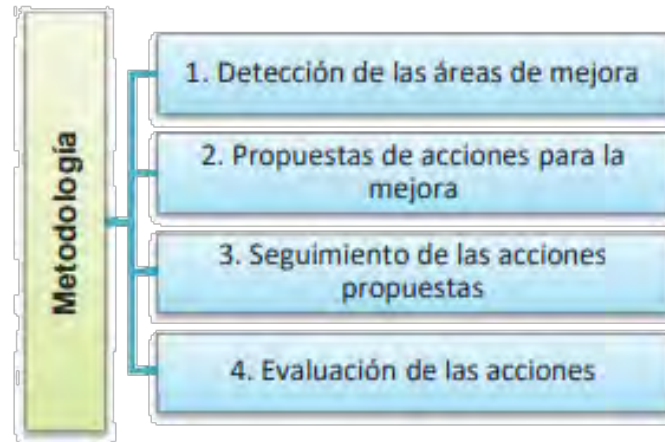 Metodología
1. Detección de las áreas de mejora
2. Propuestas de acciones para la
mejora
3. Seguimiento de las acciones
propuestas
4. Evaluación de las acciones